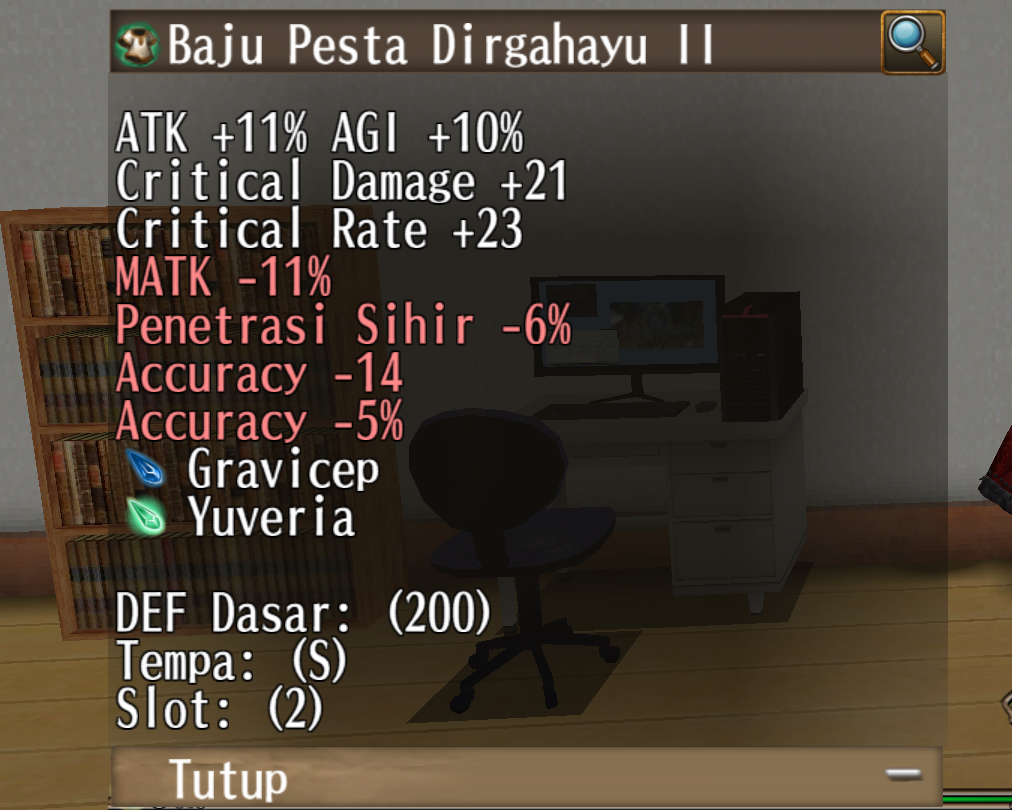 Baju Pesta Dirgahayu II
ATK +11% AGI +10%
Critical Damage +21
Critical Rate +23
MATK -11%
Penetrasi Sihir -6%
Accuracy -14
Accuracy -5%
Gravicep
Yuveria
DEF Dasar: (200)
Tempa: (S)
Slot: (2)
Tutup